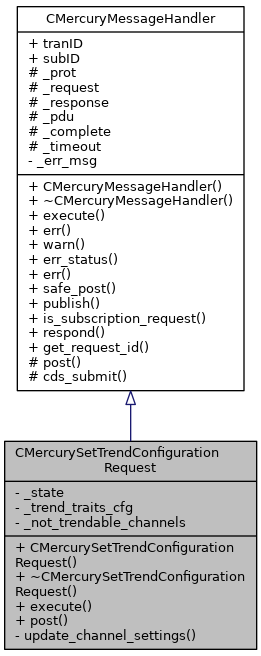 CMercuryMessageHandler
+ tranID
+ subID
# _prot
# _request
# _response
# _pdu
# _complete
# _timeout
- _err_msg
+ CMercuryMessageHandler()
+ ~CMercuryMessageHandler()
+ execute()
+ err()
+ warn()
+ err_status()
+ err()
+ safe_post()
+ publish()
+ is_subscription_request()
+ respond()
+ get_request_id()
# post()
# cds_submit()
CMercurySetTrendConfiguration
Request
- _state
- _trend_traits_cfg
- _not_trendable_channels
+ CMercurySetTrendConfiguration
Request()
+ ~CMercurySetTrendConfiguration
Request()
+ execute()
+ post()
- update_channel_settings()